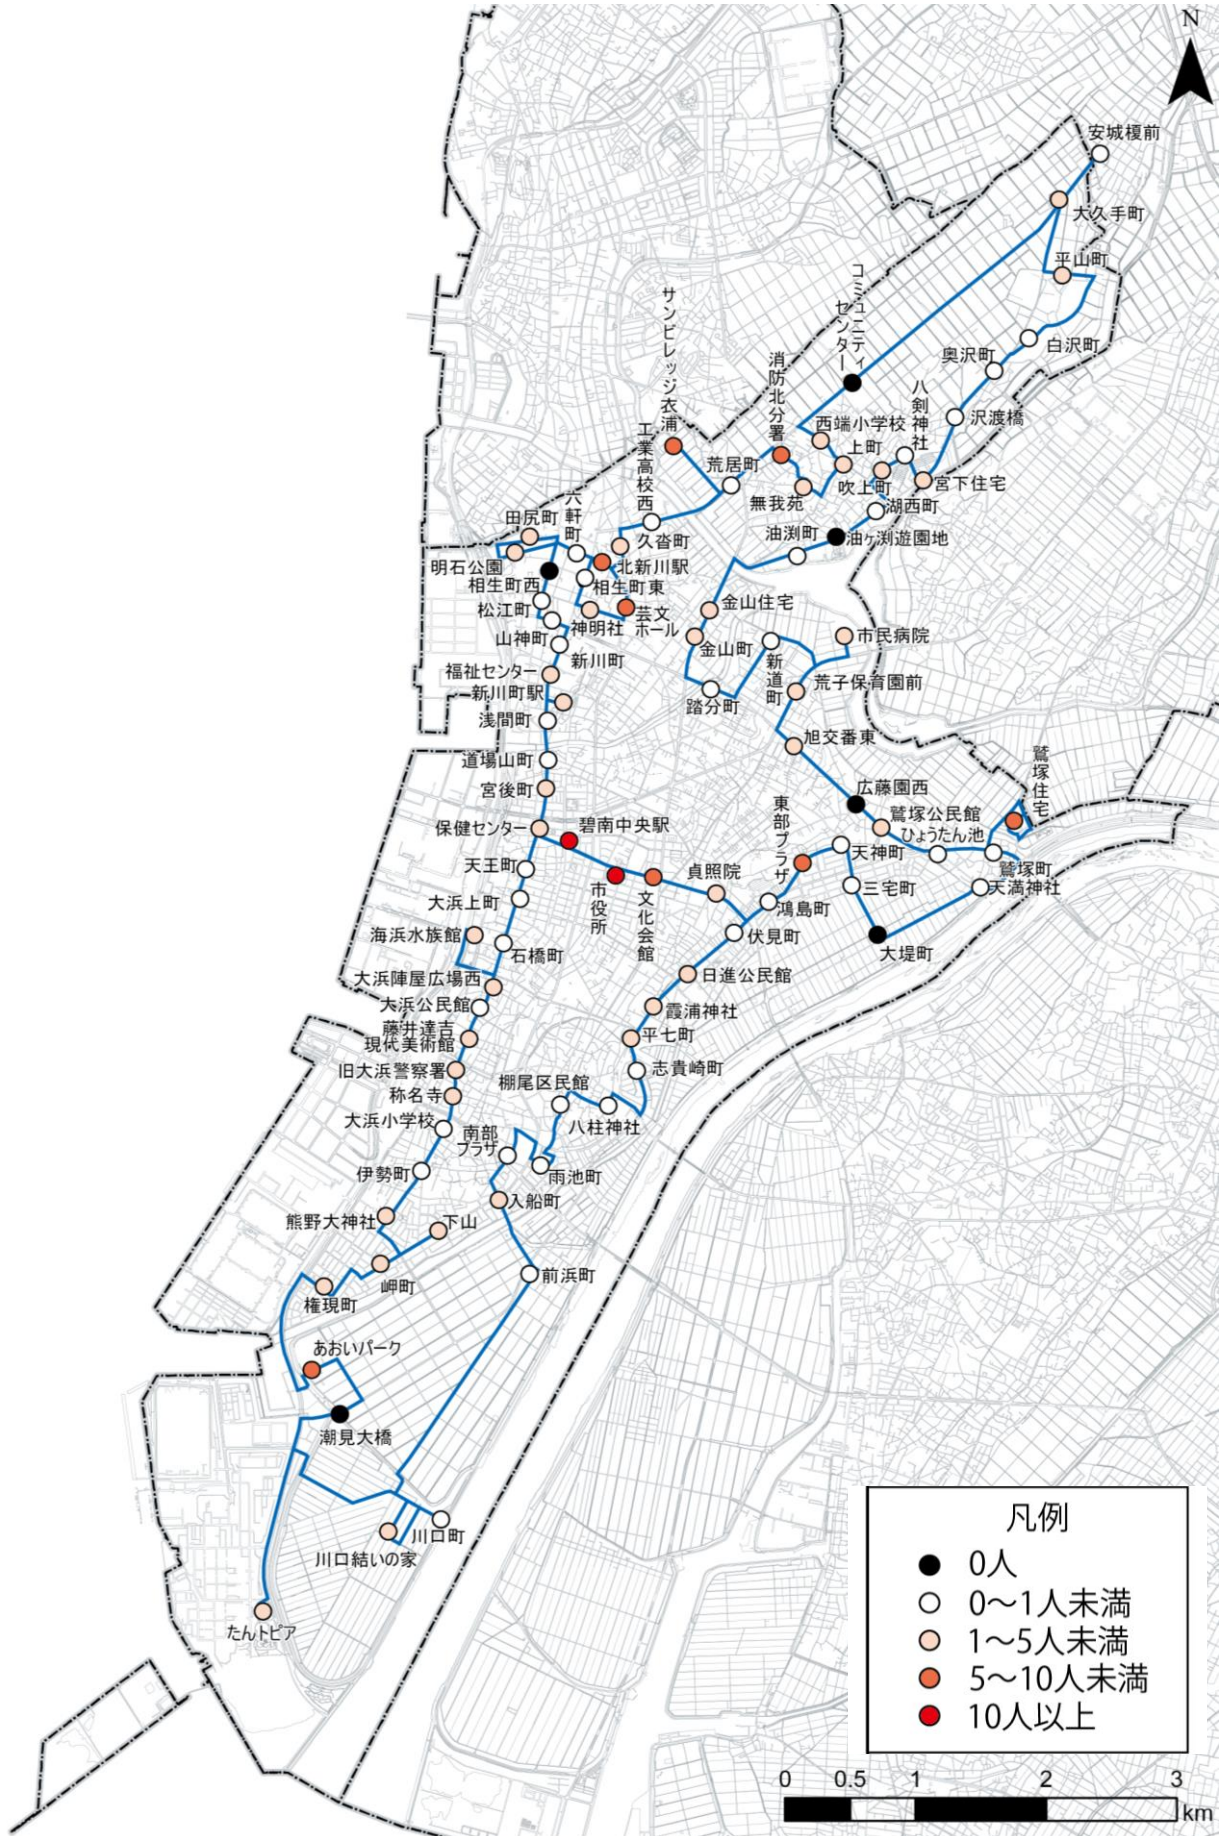 N
安城榎前
大久手町
平山町
コミュニティ
センター
サンビレッジ衣浦
消防北分署
白沢町
奥沢町
八剣神社
沢渡橋
西端小学校
上町
工業高校西
荒居町
吹上町
宮下住宅
無我苑
湖西町
六軒町
田尻町
久沓町
油渕町
油ヶ渕遊園地
明石公園
北新川駅
相生町西
相生町東
松江町
神明社
芸文
ホール
金山住宅
山神町
市民病院
金山町
新川町
新道町
福祉センター
荒子保育園前
新川町駅
踏分町
浅間町
旭交番東
道場山町
鷲塚住宅
宮後町
広藤園西
東部プラザ
鷲塚公民館
碧南中央駅
保健センター
ひょうたん池
天神町
貞照院
天王町
鷲塚町
三宅町
天満神社
大浜上町
市役所
文化会館
鴻島町
海浜水族館
伏見町
石橋町
大堤町
大浜陣屋広場西
日進公民館
大浜公民館
霞浦神社
藤井達吉
現代美術館
平七町
旧大浜警察署
志貴崎町
棚尾区民館
称名寺
大浜小学校
八柱神社
南部
プラザ
伊勢町
雨池町
入船町
熊野大神社
下山
前浜町
岬町
権現町
あおいパーク
潮見大橋
川口町
川口結いの家
たんトピア
凡例
0人
0～1人未満
1～5人未満
5～10人未満
10人以上
0 0.5 1 2 3
km